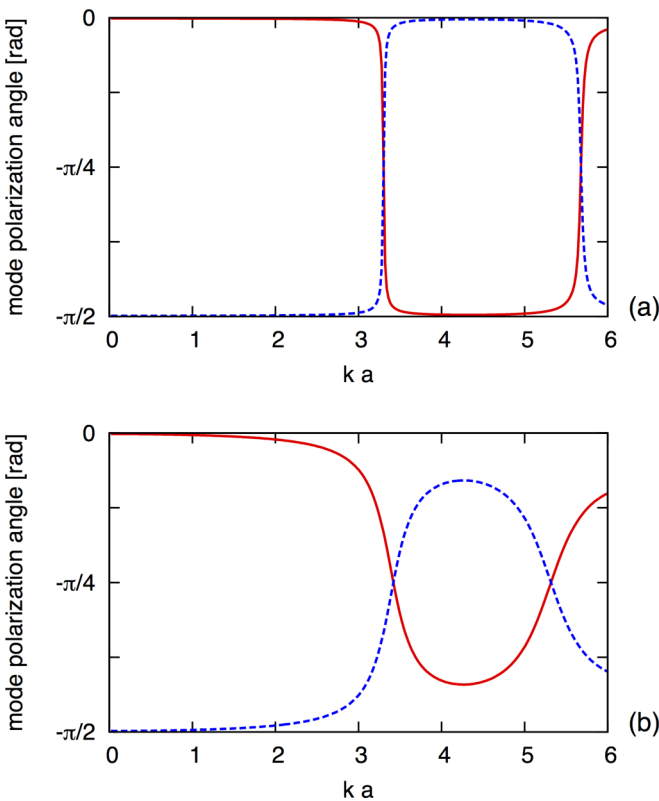 0
-π/4
-π/2
mode polarization angle [rad]
0 1 2 3 4 5 6
k a
(a)
0
-π/4
-π/2
mode polarization angle [rad]
0 1 2 3 4 5 6
k a
(b)